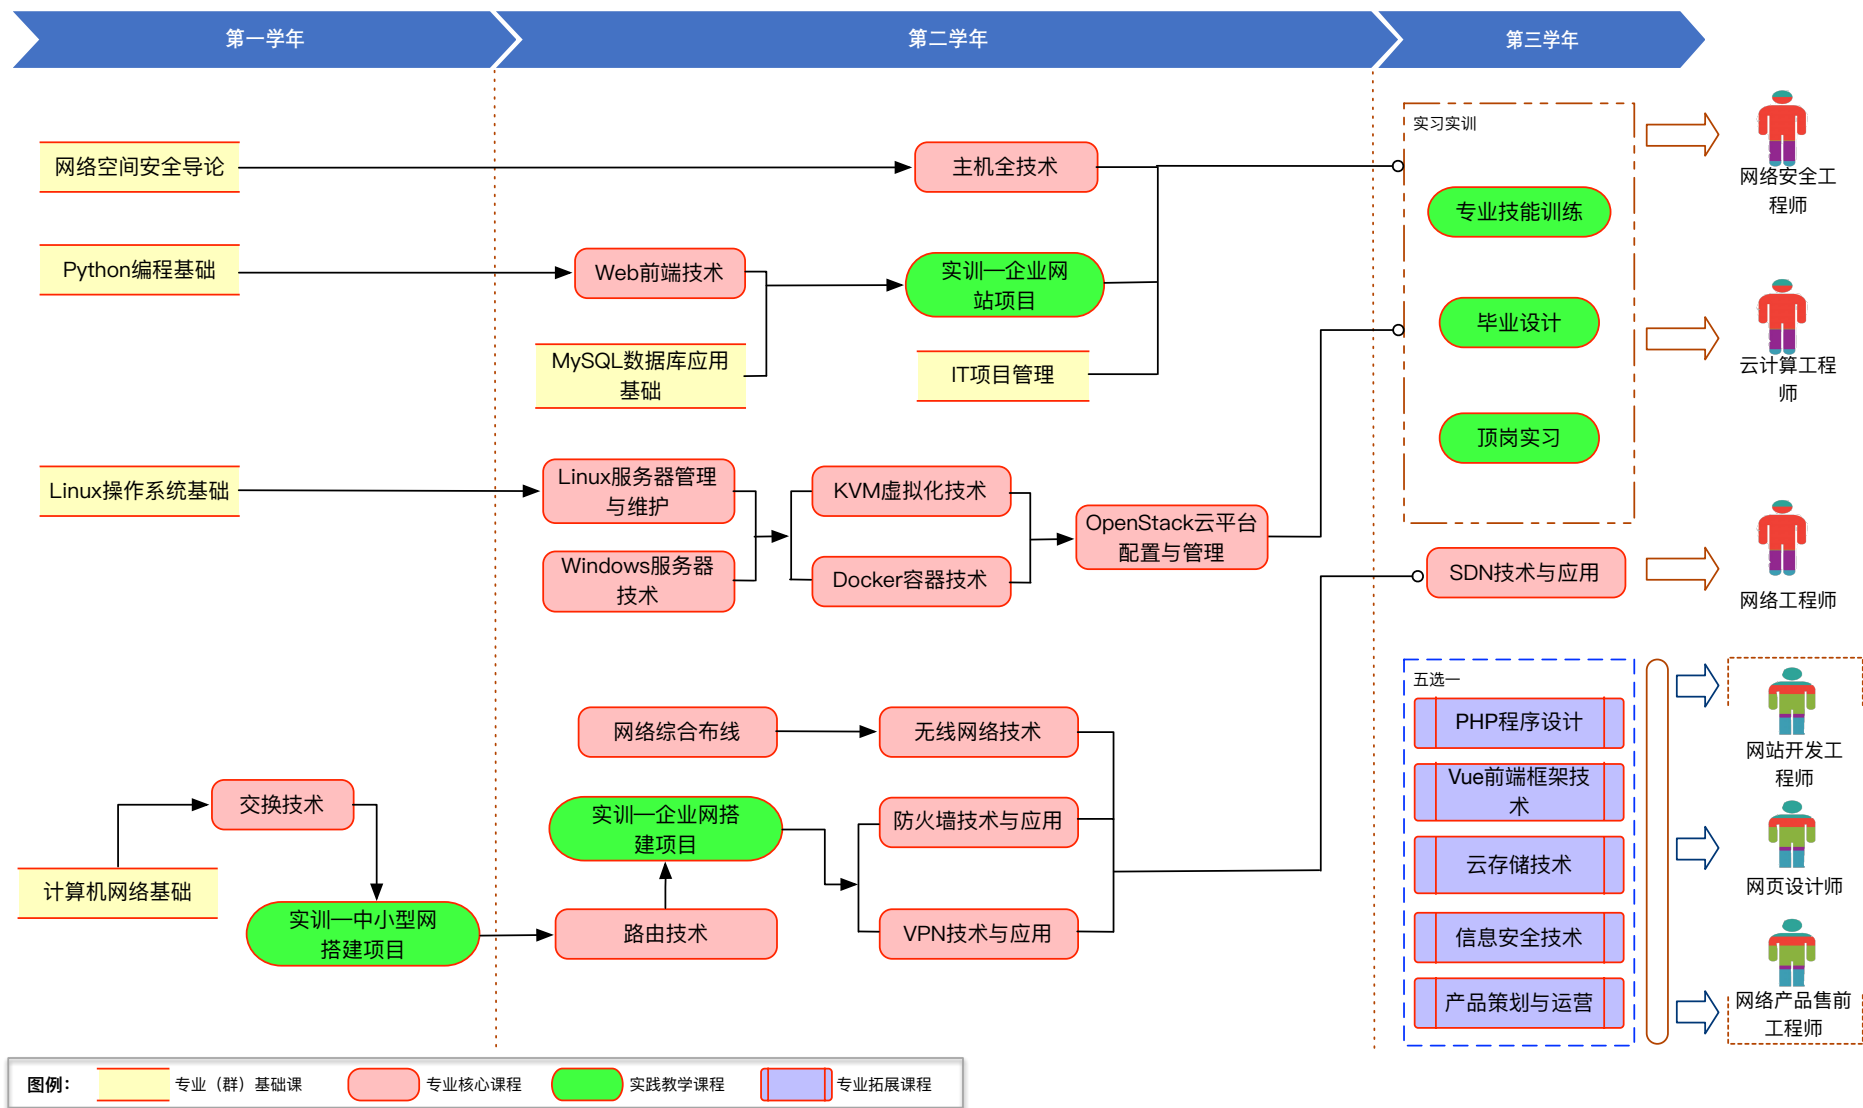 第一学年
第二学年
第三学年
实习实训
网络空间安全导论
主机全技术
专业技能训练
网络安全工
程师
Python编程基础
Web前端技术
实训—企业网
站项目
毕业设计
MySQL数据库应用
基础
IT项目管理
云计算工程
师
顶岗实习
Linux操作系统基础
Linux服务器管理
与维护
KVM虚拟化技术
OpenStack云平台
配置与管理
Windows服务器
技术
Docker容器技术
SDN技术与应用
网络工程师
五选一
网络综合布线
无线网络技术
PHP程序设计
网站开发工
程师
Vue前端框架技
术
交换技术
实训—企业网搭
建项目
防火墙技术与应用
云存储技术
网页设计师
计算机网络基础
实训—中小型网
搭建项目
路由技术
VPN技术与应用
信息安全技术
产品策划与运营
网络产品售前
工程师
图例：
专业（群）基础课
专业核心课程
实践教学课程
专业拓展课程